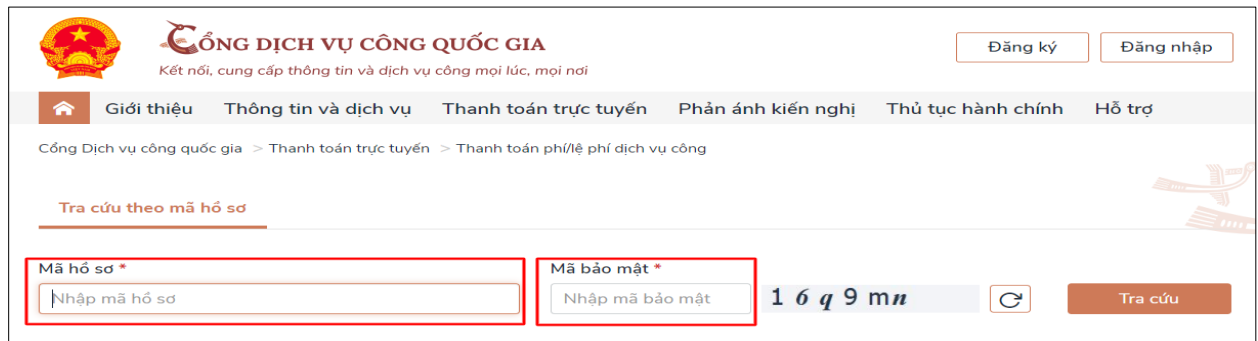 CỔNG DỊCH VỤ CÔNG QUỐC GIA
Kết nối, cung cấp thông tin và dịch vụ công mọi lúc, mọi nơi
Đăng ký Đăng nhập
Giới thiệu Thông tin và dịch vụ Thanh toán trực tuyến Phản ánh kiến nghị Thủ tục hành chính Hỗ trợ
Cổng Dịch vụ công quốc gia > Thanh toán trực tuyến > Thanh toán phí/lệ phí dịch vụ công
Tra cứu theo mã hồ sơ
Mã hồ sơ * Mã bảo mật *
Nhập mã hồ sơ Nhập mã bảo mật 1 6 q 9 m n Tra cứu